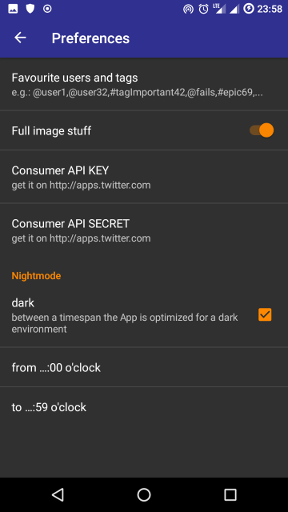 LTE 23:58
Preferences
Favourite users and tags
e.g.: @user1,@user32,#tagImportant42,@fails,#epic69,...
Full image stuff
Consumer API KEY
get it on http://apps.twitter.com
Consumer API SECRET
get it on http://apps.twitter.com
Nightmode
dark
between a timespan the App is optimized for a dark
environment
from ...:00 o'clock
to ...:59 o'clock